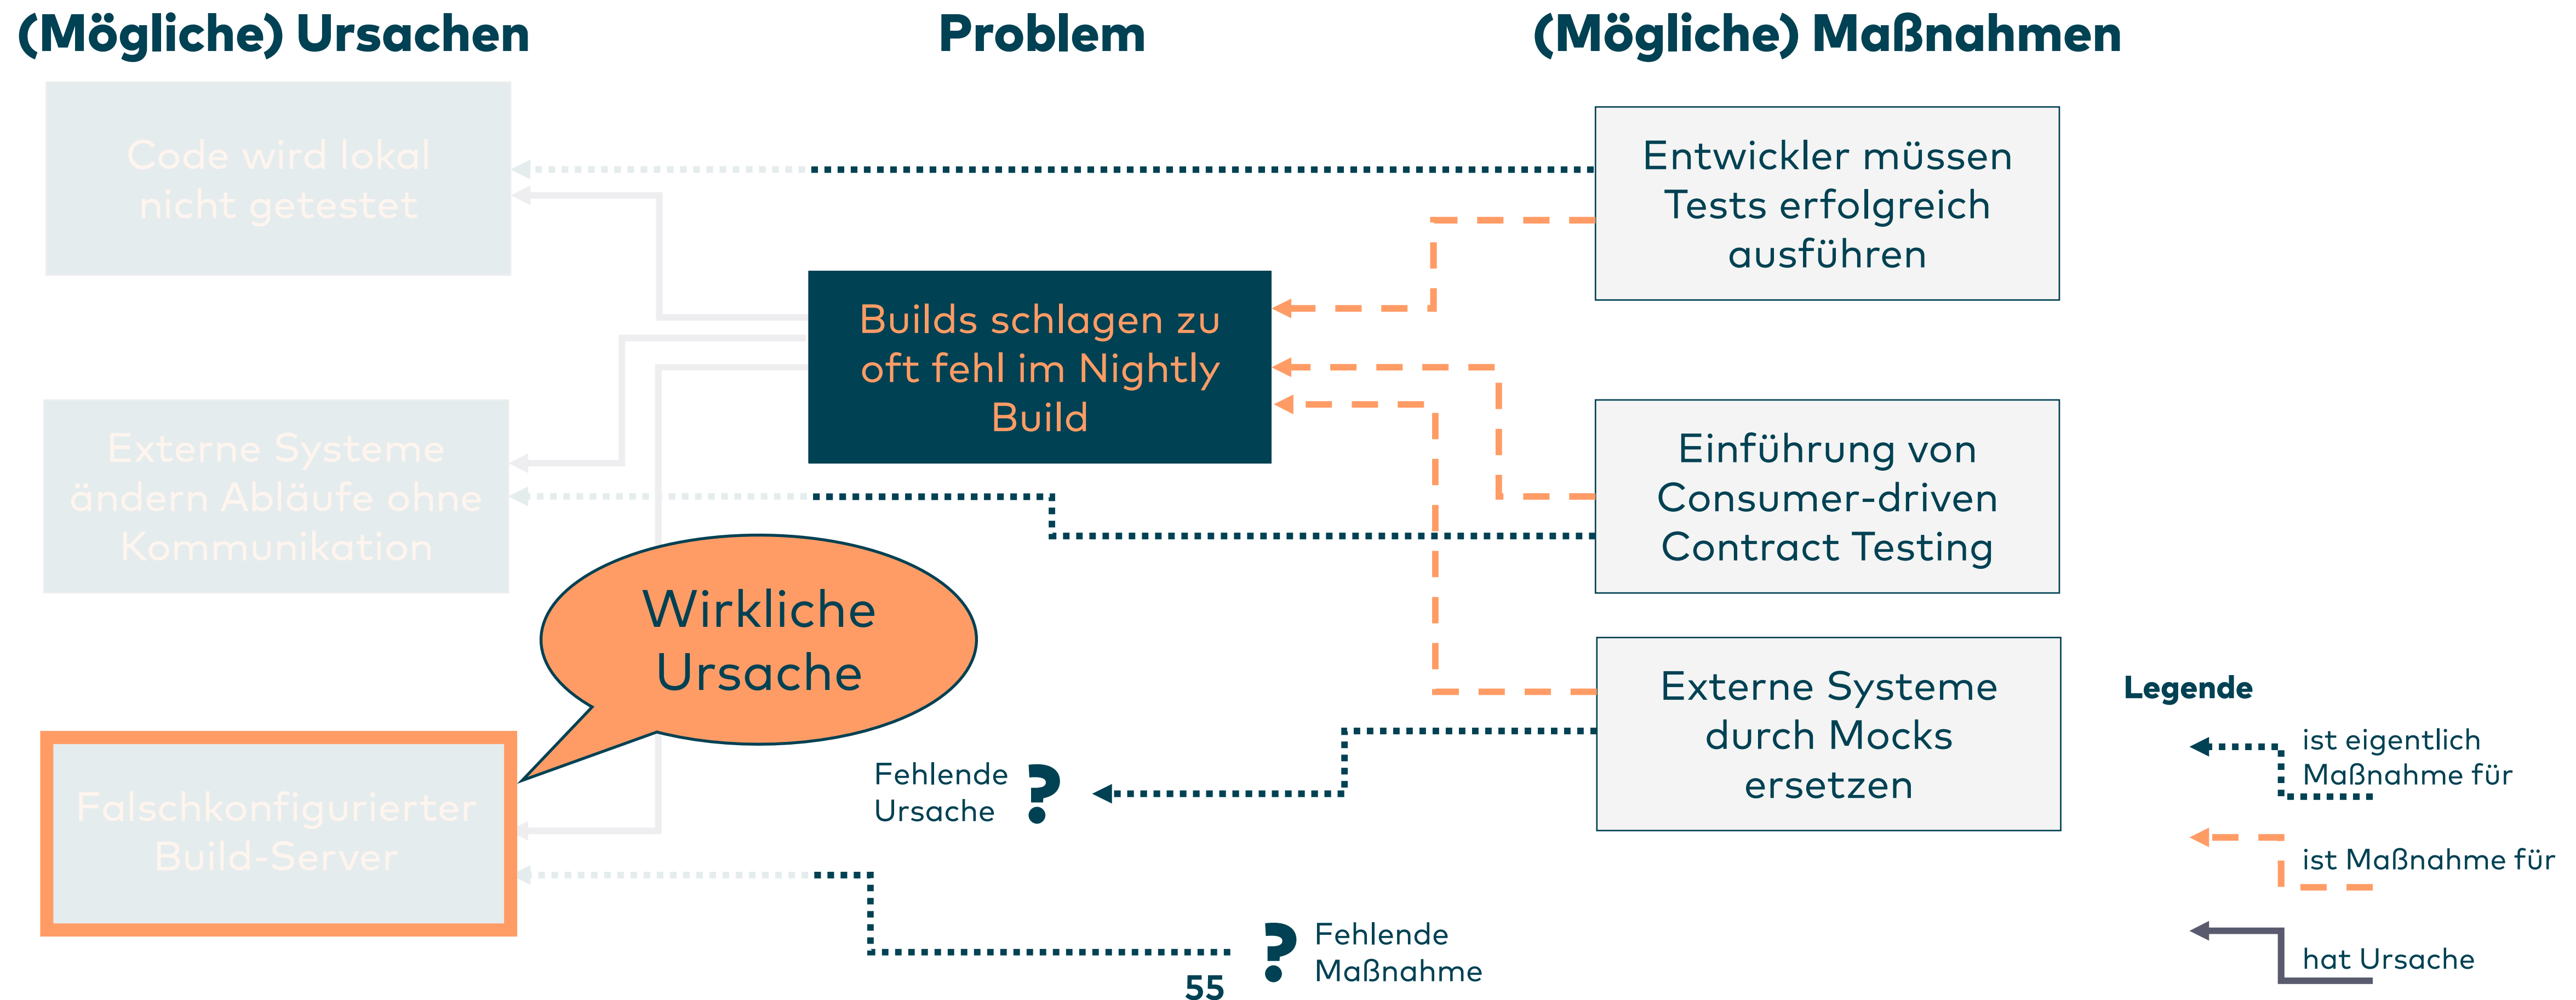 (Mögliche) Ursachen
Problem
(Mögliche) Maßnahmen
Code wird lokal
nicht getestet
Entwickler müssen
Tests erfolgreich
ausführen
Builds schlagen zu
oft fehl im Nightly
Build
Externe Systeme
ändern Abläufe ohne
Kommunikation
Einführung von
Consumer-driven
Contract Testing
Wirkliche
Ursache
Externe Systeme
durch Mocks
ersetzen
Falschkonfigurierter
Build-Server
Fehlende
Ursache
?
?
Fehlende
Maßnahme
Legende
ist eigentlich
Maßnahme für
ist Maßnahme für
hat Ursache
55